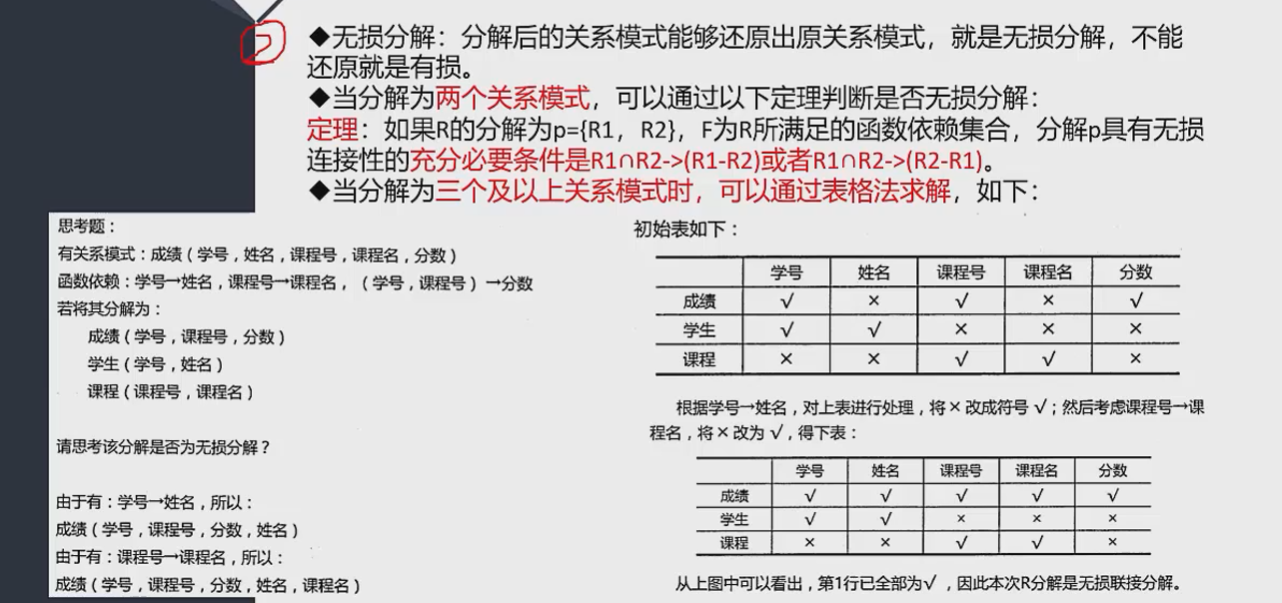 2
◆无损分解：分解后的关系模式能够还原出原关系模式，就是无损分解，不能
还原就是有损。
◆当分解为两个关系模式，可以通过以下定理判断是否无损分解：
定理：如果R的分解为p={R1，R2}，F为R所满足的函数依赖集合，分解p具有无损
连接性的充分必要条件是R1∩R2->(R1-R2)或者R1∩R2->(R2-R1)。
◆当分解为三个及以上关系模式时，可以通过表格法求解，如下：
思考题：
有关系模式：成绩（学号，姓名，课程号，课程名，分数）
函数依赖：学号→姓名，课程号→课程名，（学号，课程号）→分数
若将其分解为：
成绩（学号，课程号，分数）
学生（学号，姓名）
课程（课程号，课程名）
请思考该分解是否为无损分解？
由于有：学号→姓名，所以：
成绩（学号，课程号，分数，姓名）
由于有：课程号→课程名，所以：
成绩（学号，课程号，分数，姓名，课程名）
初始表如下：
学号 姓名 课程号 课程名 分数
成绩 √ × √ × √
学生 √ √ × × ×
课程 × × √ √ ×
根据学号→姓名，对上表进行处理，将×改成符号√；然后考虑课程号→课
程名，将×改为√，得下表：
学号 姓名 课程号 课程名 分数
成绩 √ √ √ √ √
学生 √ √ × × ×
课程 × × √ √ ×
从上图中可以看出，第1行已全部为√，因此本次R分解是无损联接分解。